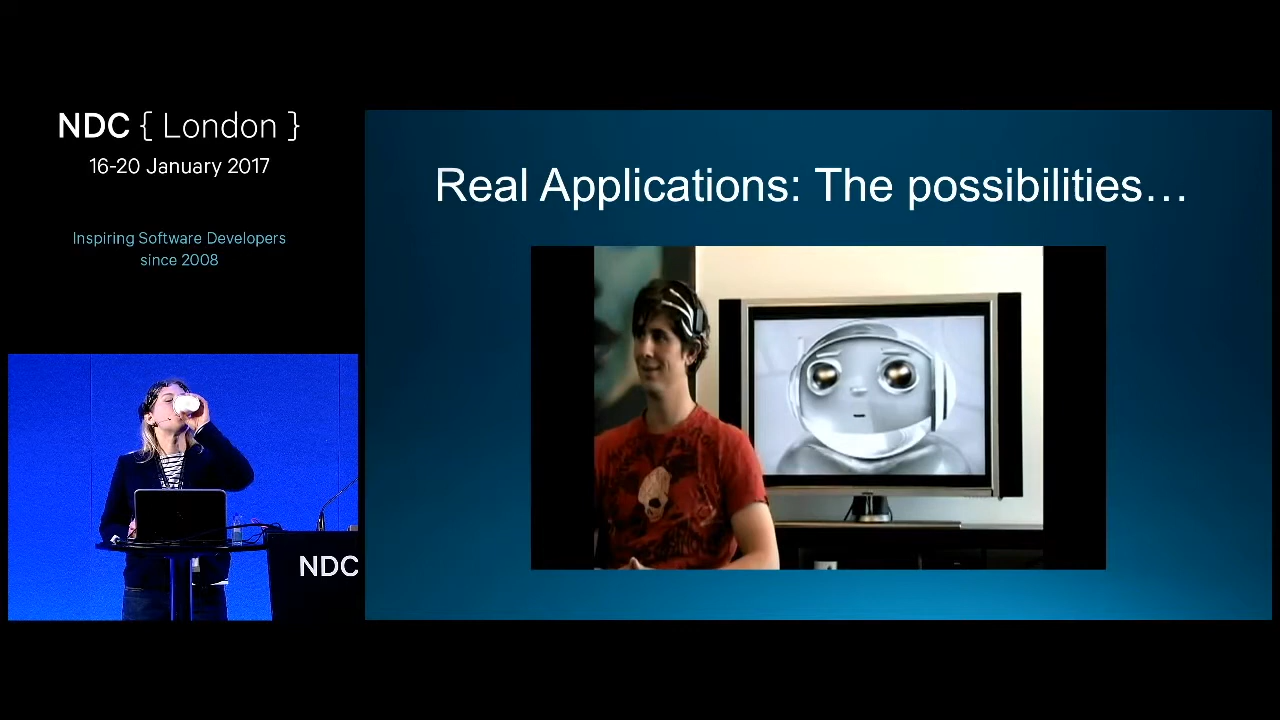 NDC { London }
16-20 January 2017
Inspiring Software Developers
since 2008
Real Applications: The possibilities…
NDC